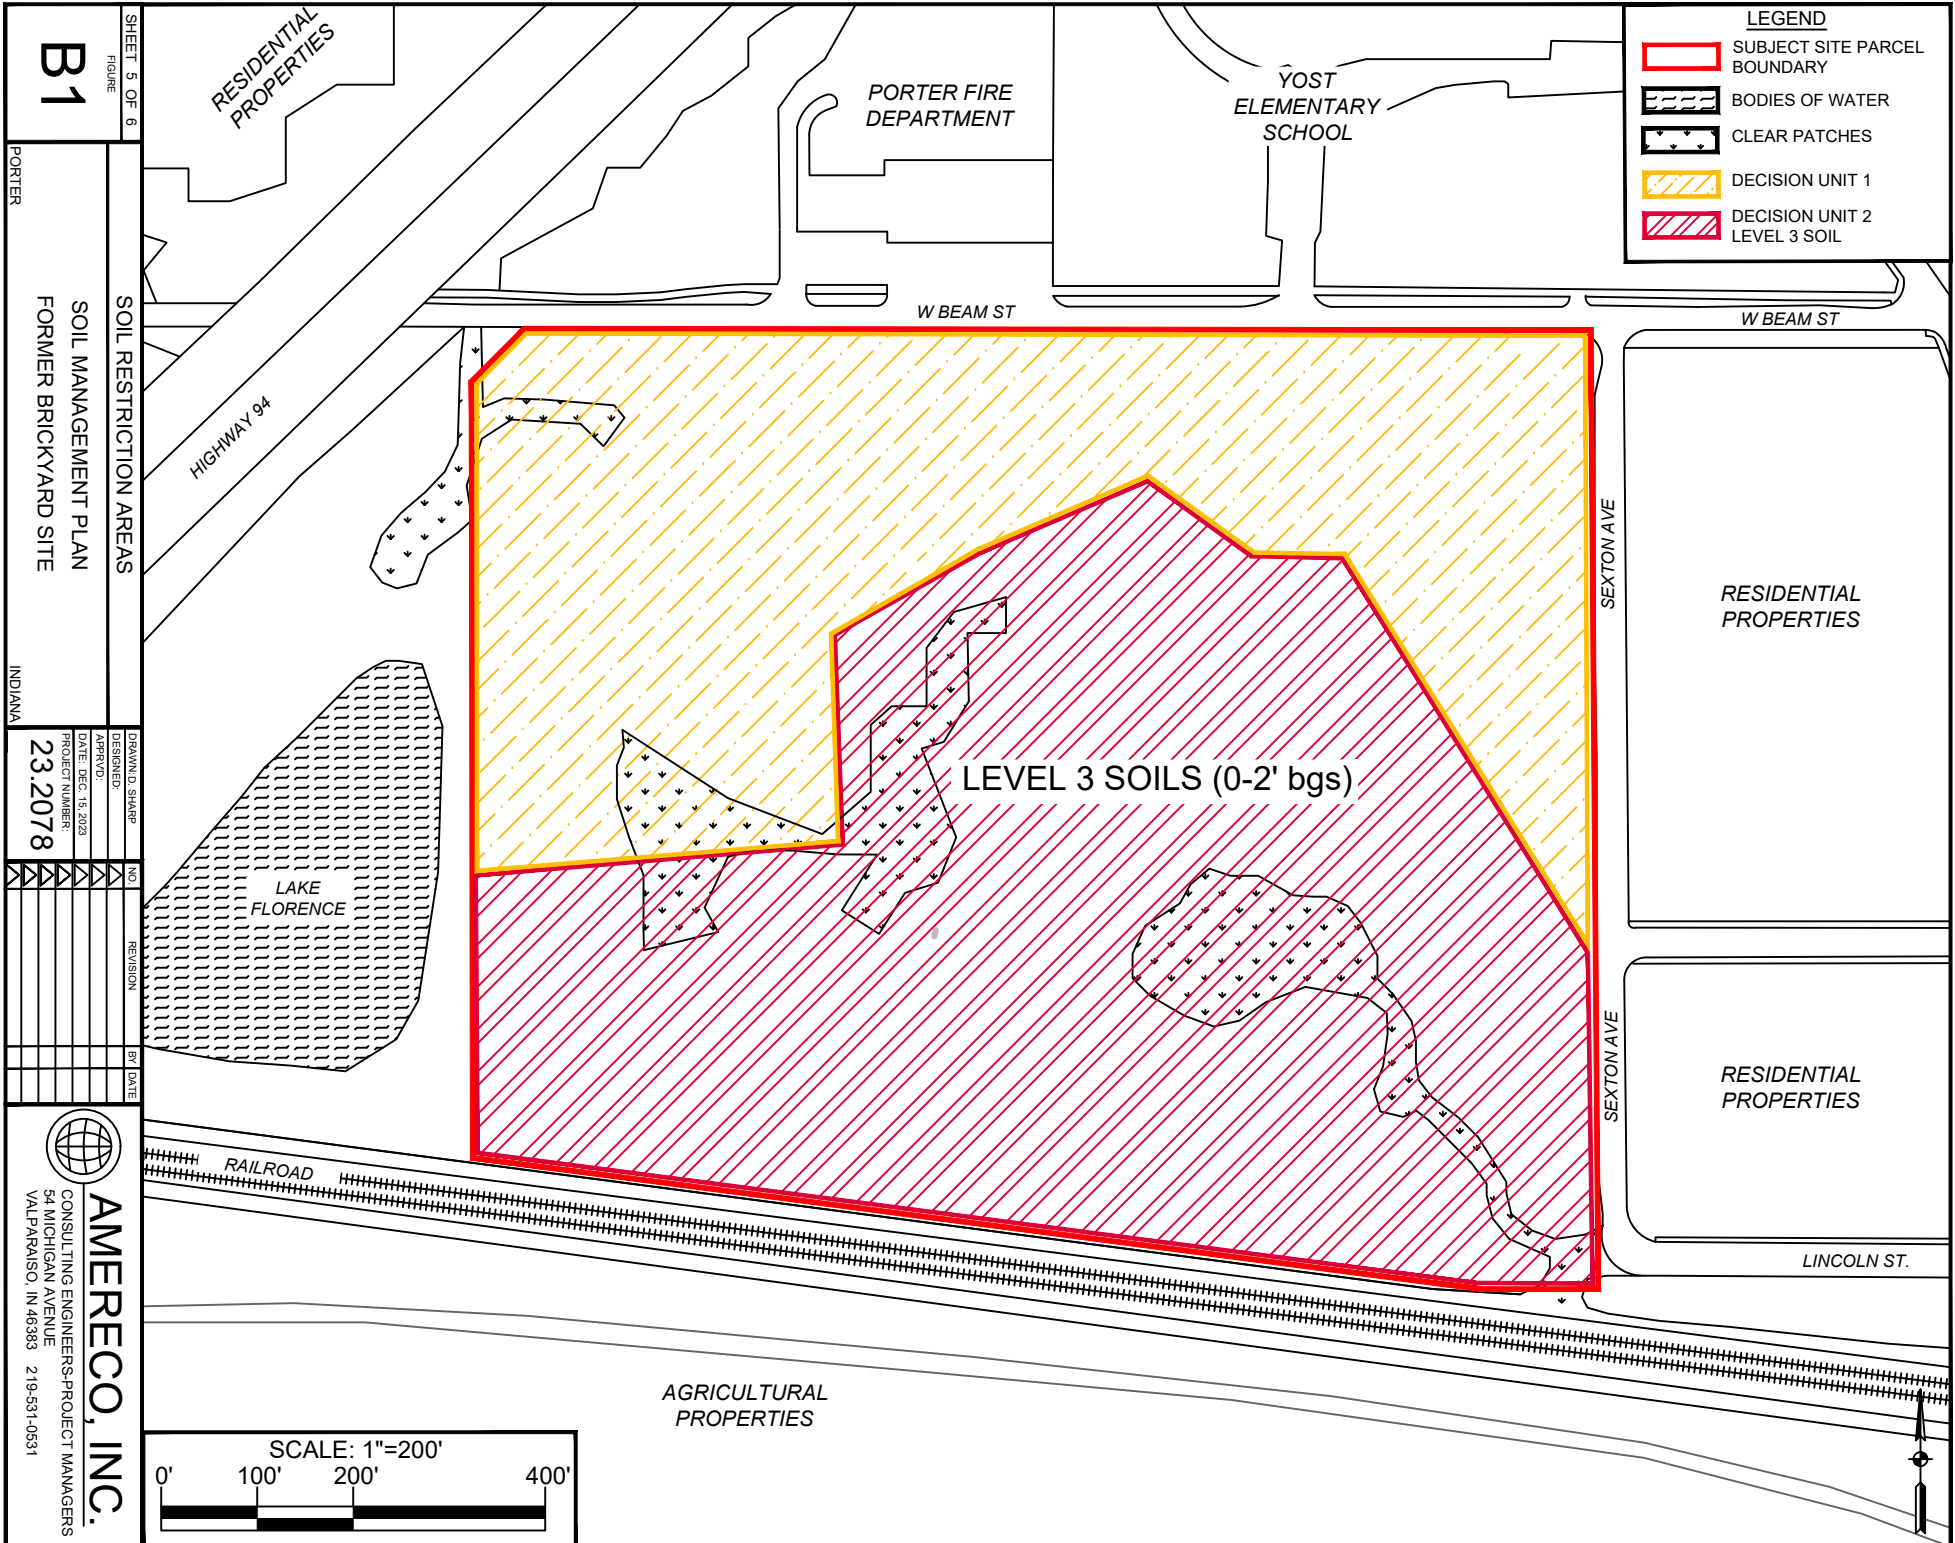 LEGEND
SUBJECT SITE PARCEL
BOUNDARY
BODIES OF WATER
CLEAR PATCHES
DECISION UNIT 1
DECISION UNIT 2
LEVEL 3 SOIL
RESIDENTIAL
PROPERTIES
PORTER FIRE
DEPARTMENT
YOST
ELEMENTARY
SCHOOL
W BEAM ST
W BEAM ST
HIGHWAY 94
SEXTON AVE
RESIDENTIAL
PROPERTIES
LEVEL 3 SOILS (0-2' bgs)
LAKE
FLORENCE
SEXTON AVE
RESIDENTIAL
PROPERTIES
RAILROAD
LINCOLN ST.
AGRICULTURAL
PROPERTIES
SCALE: 1"=200'
0' 100' 200' 400'
SHEET 5 OF 6
FIGURE
B1
SOIL RESTRICTION AREAS
SOIL MANAGEMENT PLAN
FORMER BRICKYARD SITE
PORTER INDIANA
DRAWN:D. SHARP
DESIGNED:
APPRV'D:
DATE: DEC. 15, 2023
PROJECT NUMBER:
23.2078
NO. REVISION BY DATE
AMERECO, INC.
CONSULTING ENGINEERS-PROJECT MANAGERS
54 MICHIGAN AVENUE
VALPARAISO, IN 46383 219-531-0531